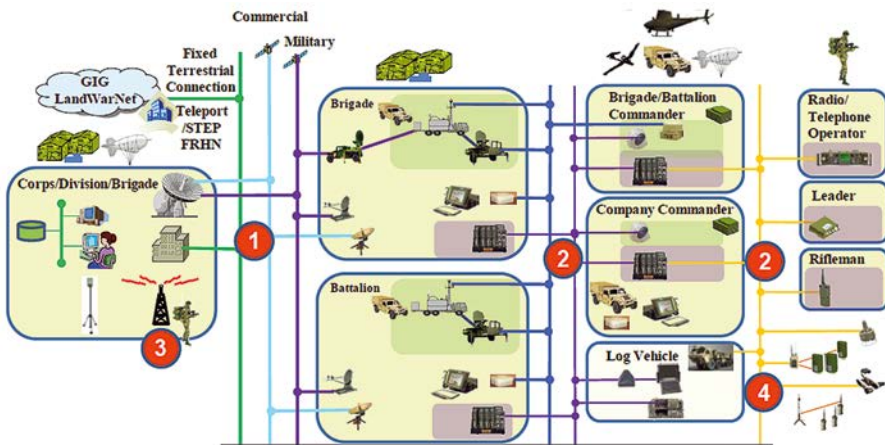 Commercial
Military
Fixed
Terrestrial
Connection
GIG
LandWarNet
Teleport
/STEP
FRHN
Corps/Division/Brigade
Brigade
Battalion
Brigade/Battalion
Commander
Company Commander
Log Vehicle
Radio/
Telephone
Operator
Leader
Rifleman
1
2
2
3
4